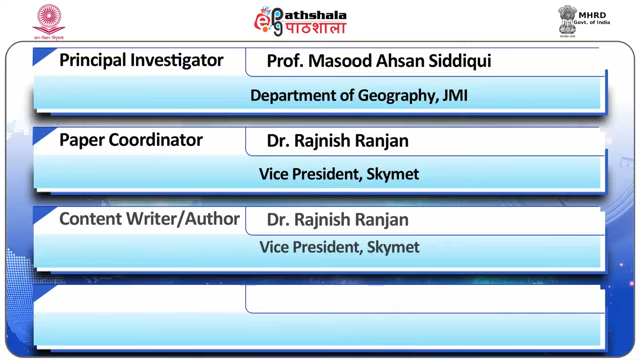 Pathshala
पाठशाला
MHRD
Govt. of India
Principal Investigator
Prof. Masood Ahsan Siddiqui
Department of Geography, JMI
Paper Coordinator
Dr. Rajnish Ranjan
Vice President, Skymet
Content Writer/Author
Dr. Rajnish Ranjan
Vice President, Skymet